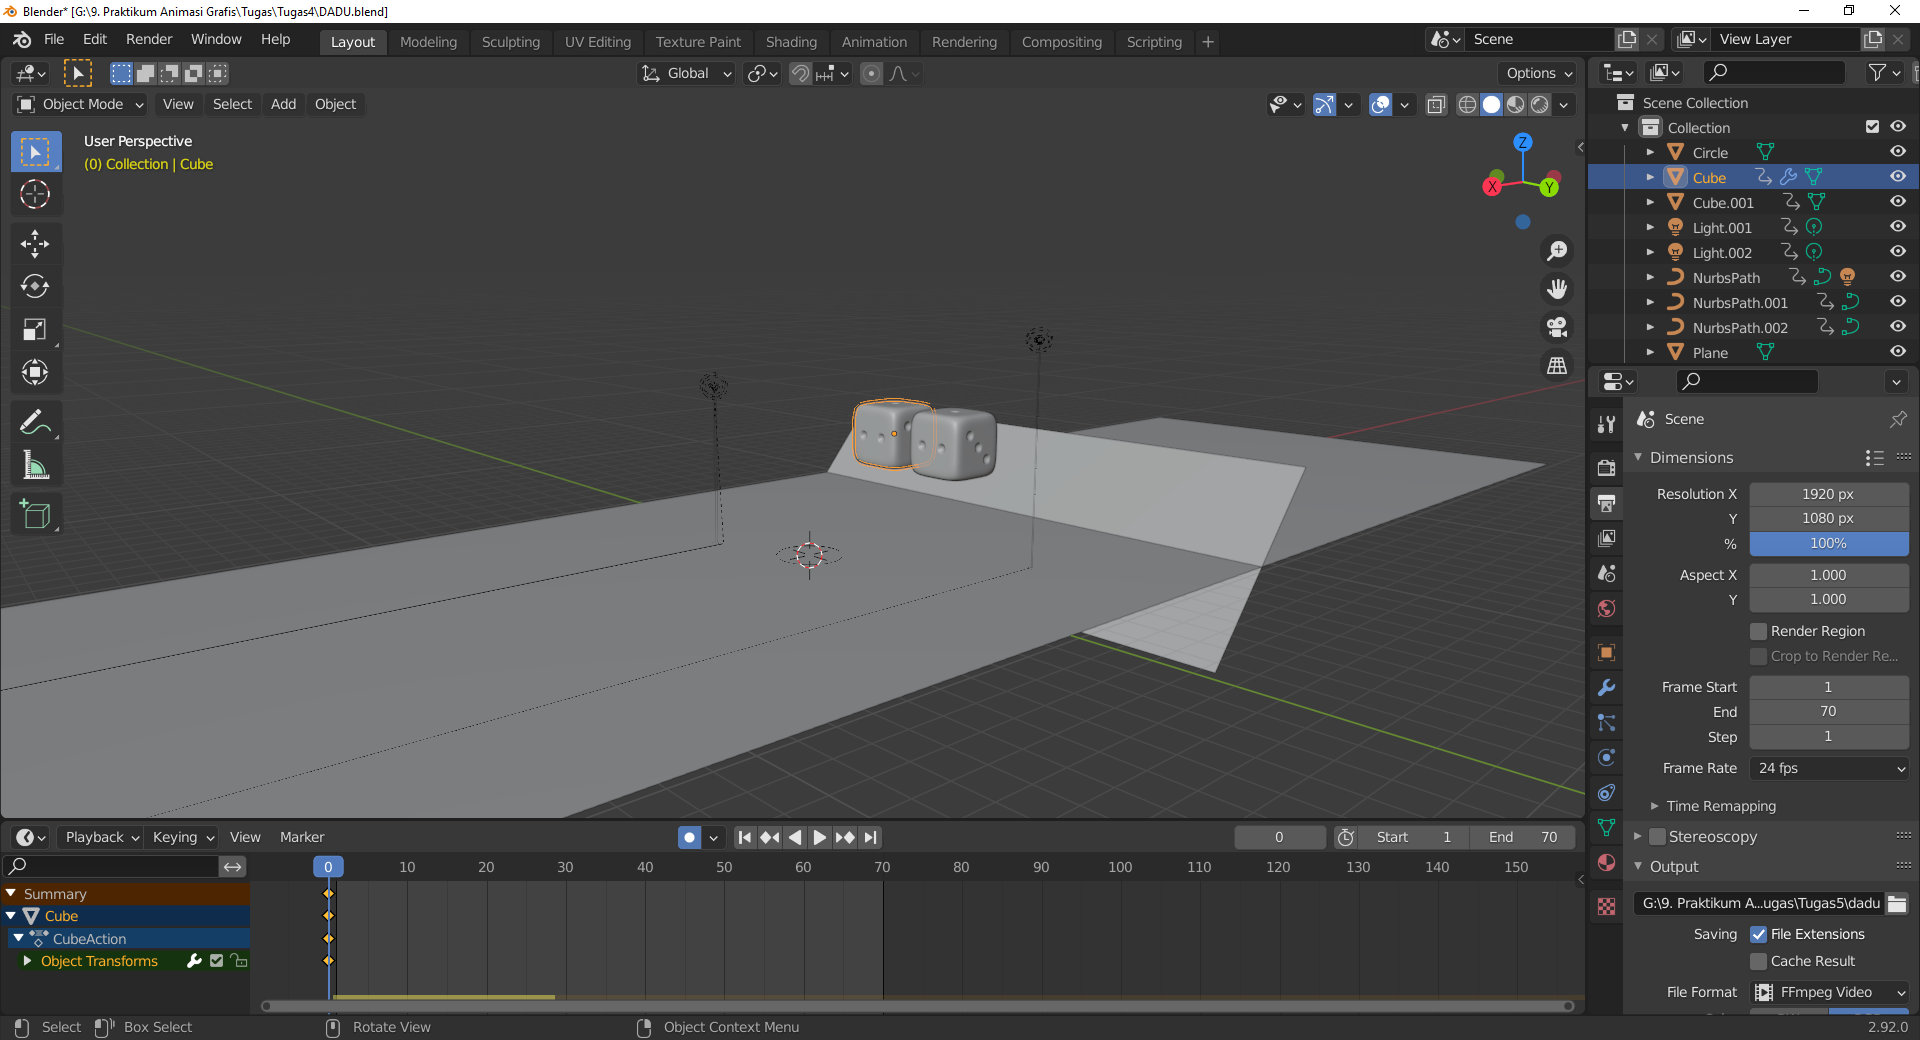 Blender* [G:\9. Praktikum Animasi Grafis\Tugas\Tugas4\DADU.blend]
File Edit Render Window Help
Layout Modeling Sculpting UV Editing Texture Paint Shading Animation Rendering Compositing Scripting +
Scene
View Layer
Global
Options
Object Mode View Select Add Object
User Perspective
(0) Collection | Cube
Z
X
Y
Scene Collection
Collection
Circle
Cube
Cube.001
Light.001
Light.002
NurbsPath
NurbsPath.001
NurbsPath.002
Plane
Scene
Dimensions
Resolution X 1920 px
Y 1080 px
% 100%
Aspect X 1.000
Y 1.000
Render Region
Crop to Render Re...
Frame Start 1
End 70
Step 1
Frame Rate 24 fps
Time Remapping
Stereoscopy
Output
G:\9. Praktikum A...ugas\Tugas5\dadu
Saving File Extensions
Cache Result
File Format FFmpeg Video
Playback Keying View Marker
0 Start 1 End 70
0 10 20 30 40 50 60 70 80 90 100 110 120 130 140 150
Summary
Cube
CubeAction
Object Transforms
Select Box Select Rotate View Object Context Menu
2.92.0